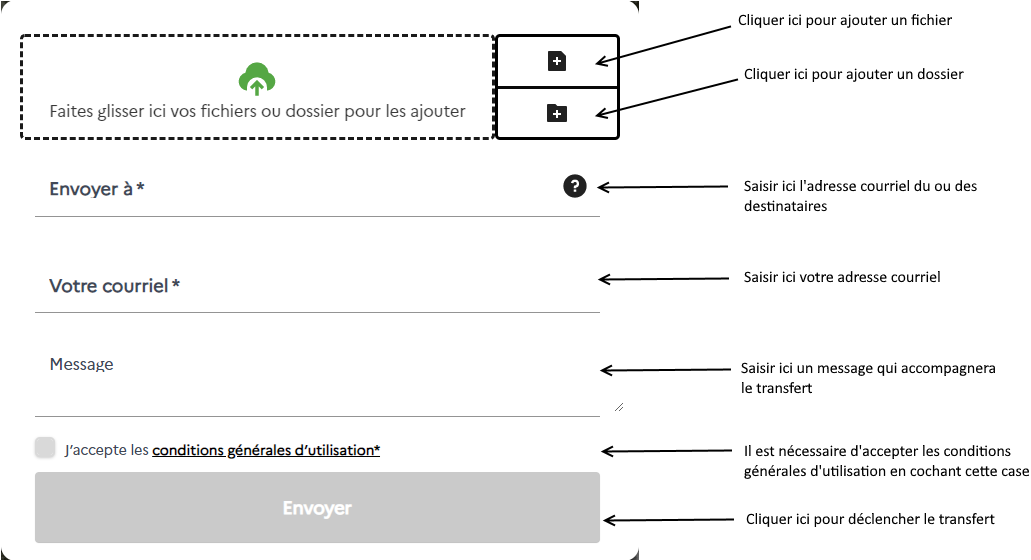 Cliquer ici pour ajouter un fichier
Cliquer ici pour ajouter un dossier
Faites glisser ici vos fichiers ou dossier pour les ajouter
Envoyer à *
?
Saisir ici l'adresse courriel du ou des
destinataires
Votre courriel *
Saisir ici votre adresse courriel
Message
Saisir ici un message qui accompagnera
le transfert
J'accepte les conditions générales d'utilisation*
Il est nécessaire d'accepter les conditions
générales d'utilisation en cochant cette case
Envoyer
Cliquer ici pour déclencher le transfert